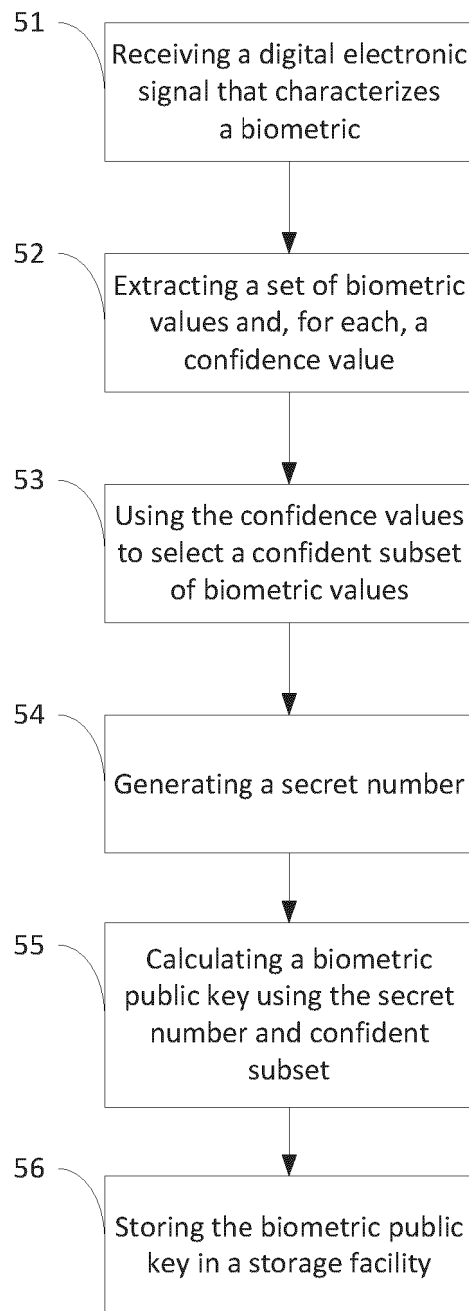 51
Receiving a digital electronic
signal that characterizes
a biometric
52
Extracting a set of biometric
values and, for each, a
confidence value
53
Using the confidence values
to select a confident subset
of biometric values
54
Generating a secret number
55
Calculating a biometric
public key using the secret
number and confident
subset
56
Storing the biometric public
key in a storage facility